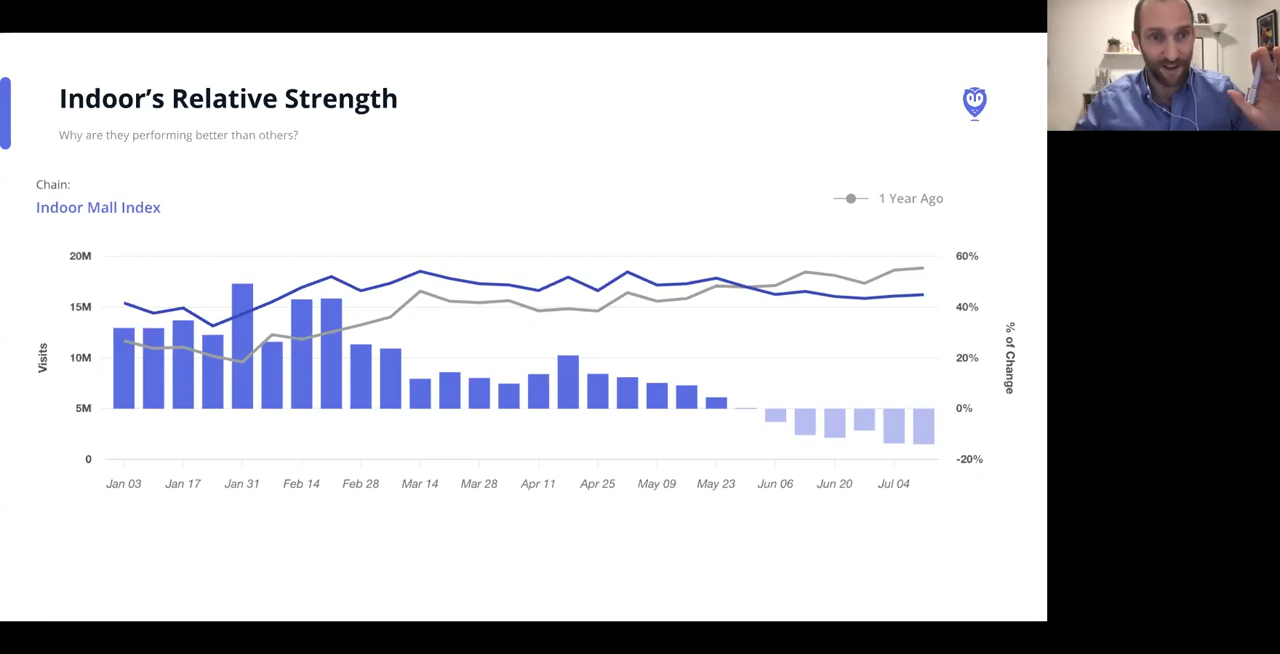 Indoor's Relative Strength
Why are they performing better than others?
Chain:
Indoor Mall Index
1 Year Ago
20M
15M
10M
5M
0
Visits
60%
40%
20%
0%
-20%
% of Change
Jan 03 Jan 17 Jan 31 Feb 14 Feb 28 Mar 14 Mar 28 Apr 11 Apr 25 May 09 May 23 Jun 06 Jun 20 Jul 04